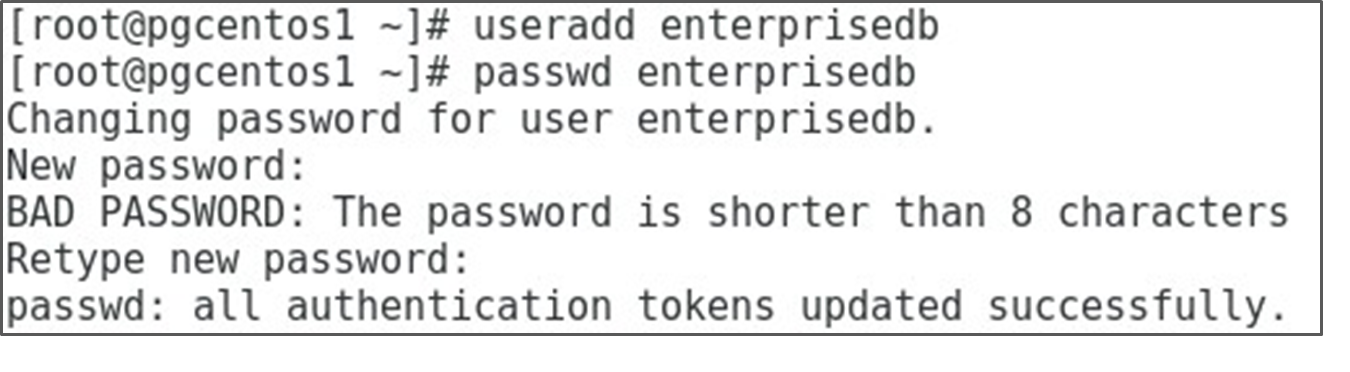 [root@pgcentos1 ~]# useradd enterprisedb
[root@pgcentos1 ~]# passwd enterprisedb
Changing password for user enterprisedb.
New password:
BAD PASSWORD: The password is shorter than 8 characters
Retype new password:
passwd: all authentication tokens updated successfully.